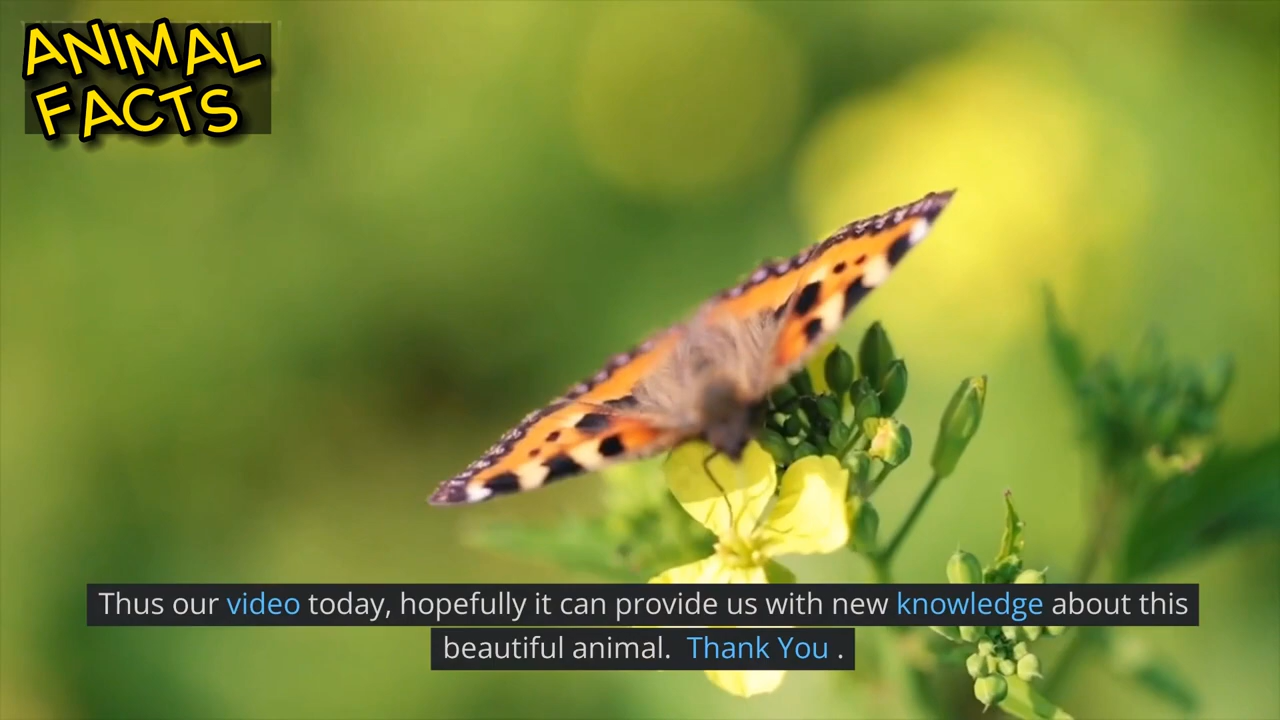 ANIMAL
FACTS
Thus our video today, hopefully it can provide us with new knowledge about this
beautiful animal.  Thank You .